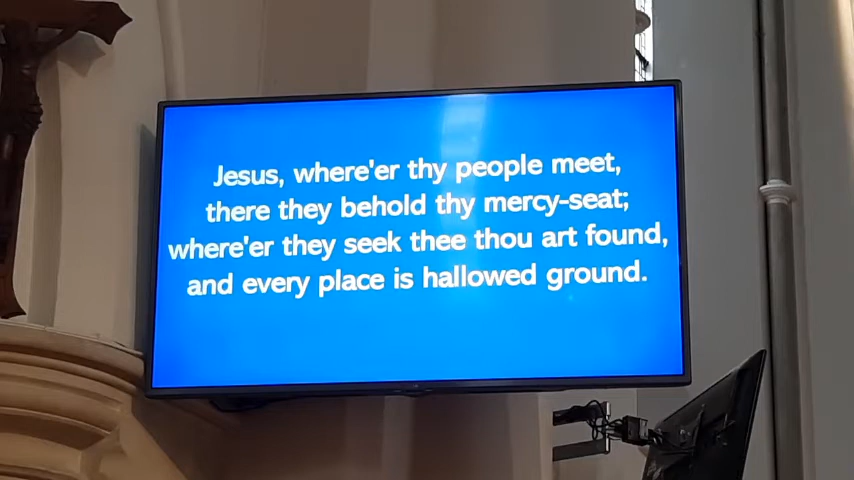 Jesus, where'er thy people meet,
there they behold thy mercy-seat;
where'er they seek thee thou art found,
and every place is hallowed ground.